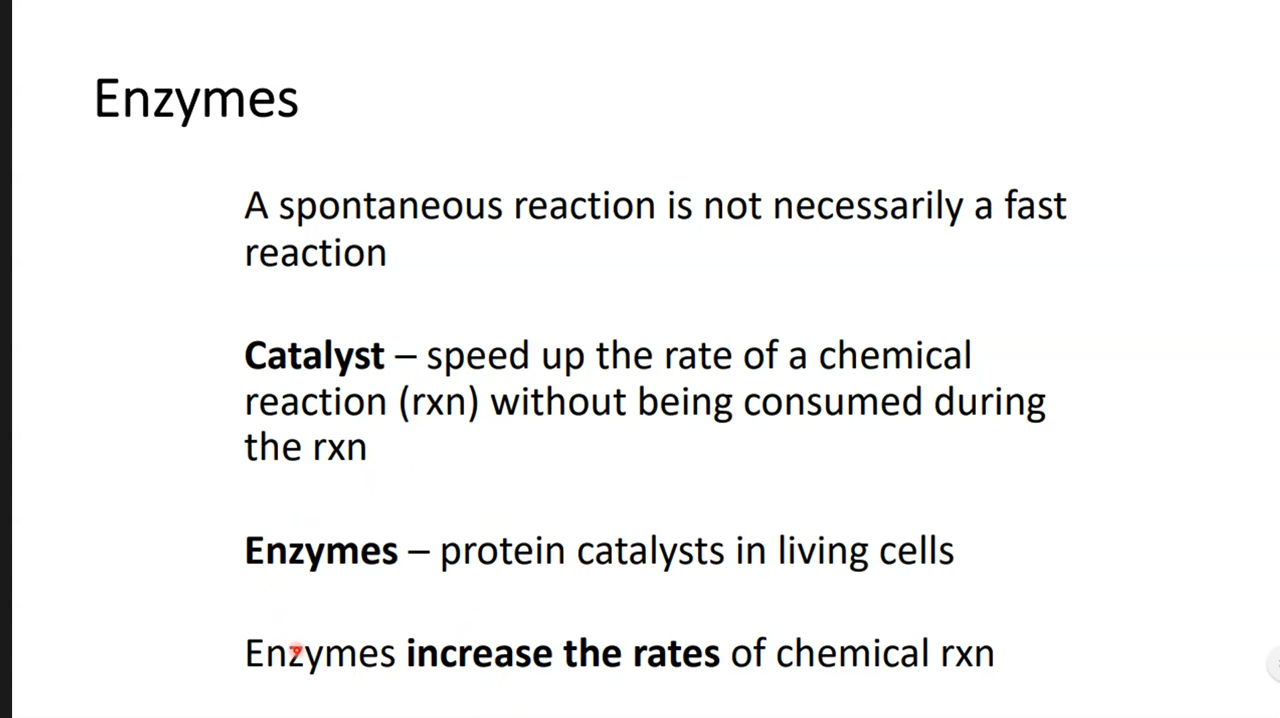 Enzymes
A spontaneous reaction is not necessarily a fast
reaction
Catalyst – speed up the rate of a chemical
reaction (rxn) without being consumed during
the rxn
Enzymes – protein catalysts in living cells
Enzymes increase the rates of chemical rxn